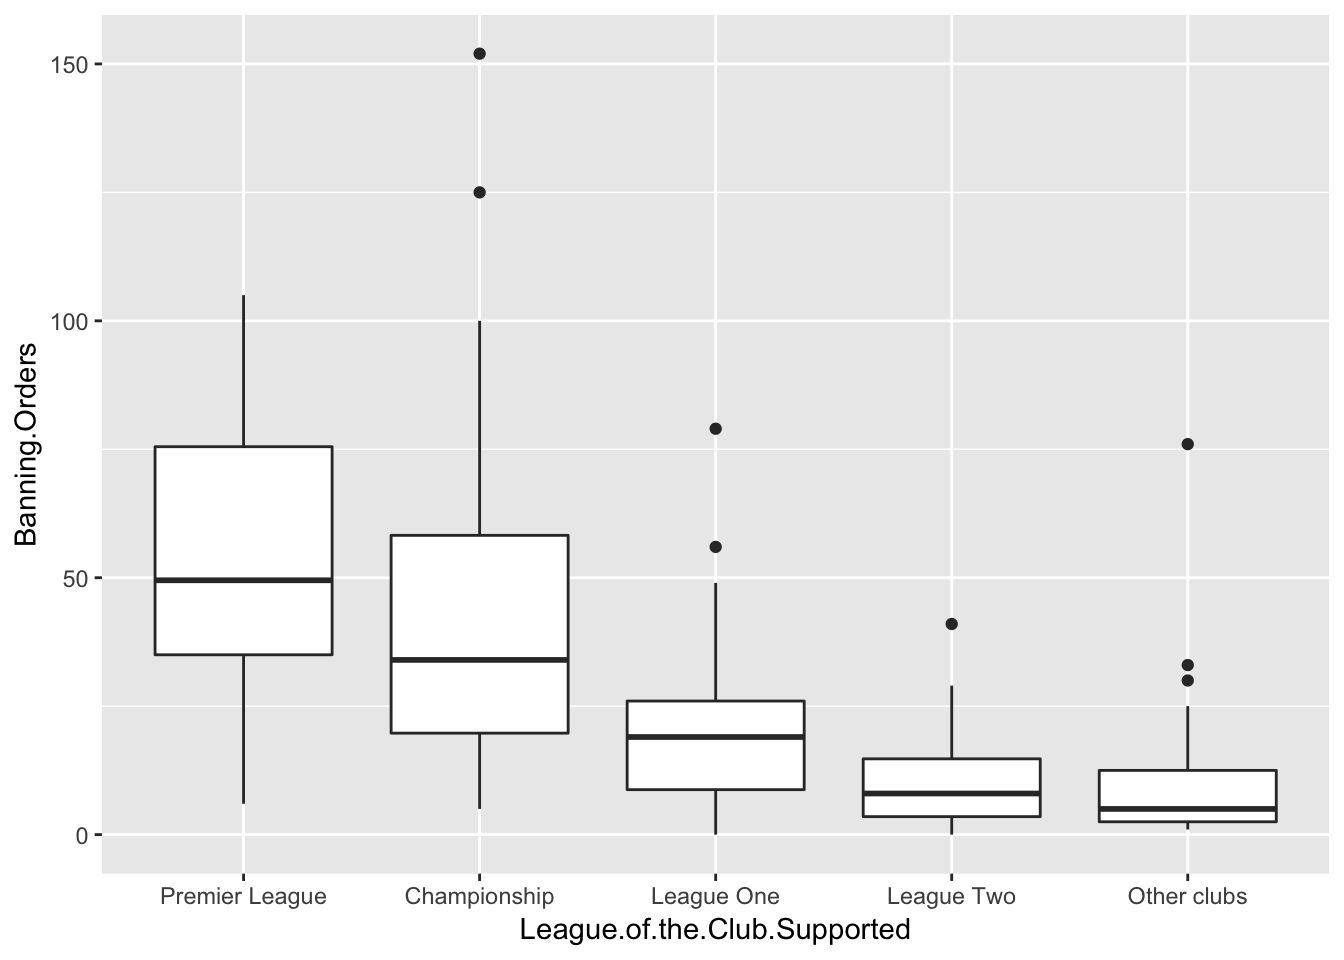 Banning.Orders
150
100
50
0
Premier League Championship League One League Two Other clubs
League.of.the.Club.Supported